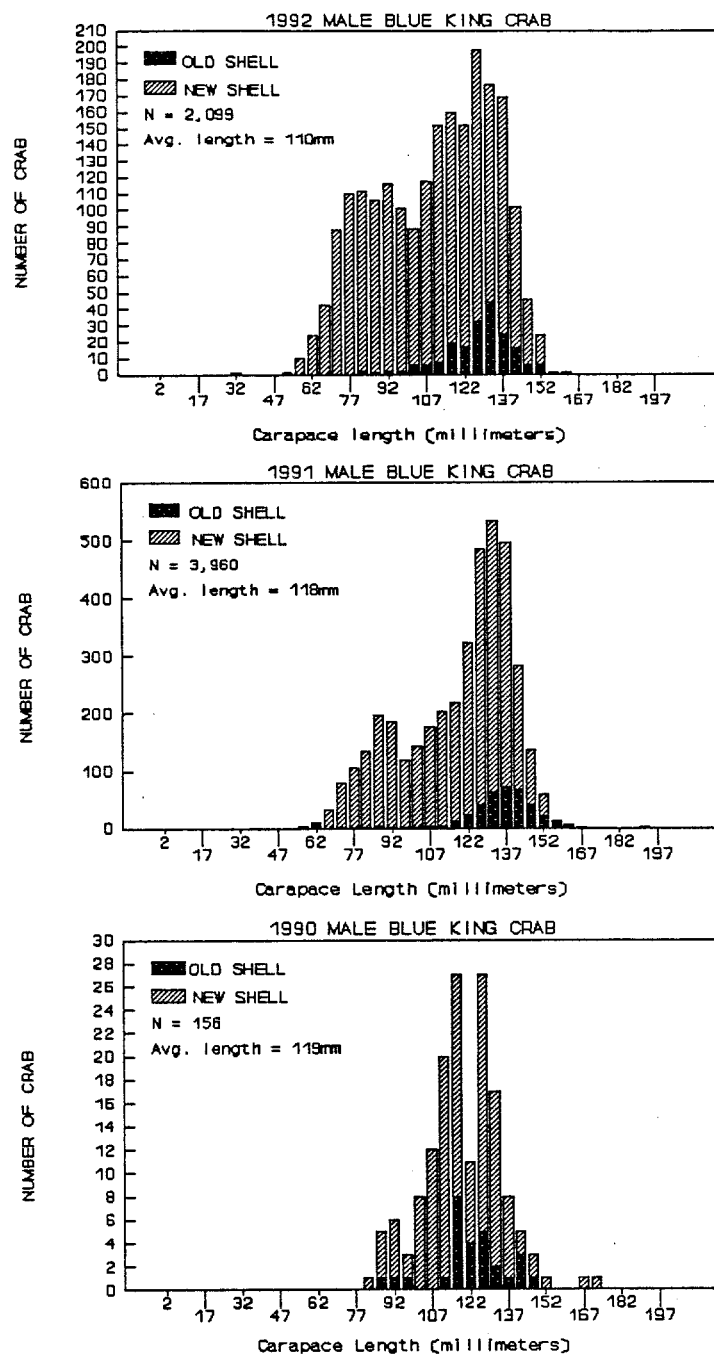 1992 MALE BLUE KING CRAB
OLD SHELL
NEW SHELL
N = 2,099
Avg. length = 110mm
NUMBER OF CRAB
210
200
190
180
170
160
150
140
130
120
110
100
90
80
70
60
50
40
30
20
10
0
2 32 62 92 122 152 182
17 47 77 107 137 167 197
Carapace length (millimeters)
1991 MALE BLUE KING CRAB
OLD SHELL
NEW SHELL
N = 3,960
Avg. length = 118mm
NUMBER OF CRAB
600
500
400
300
200
100
0
2 32 62 92 122 152 182
17 47 77 107 137 167 197
Carapace Length (millimeters)
1990 MALE BLUE KING CRAB
OLD SHELL
NEW SHELL
N = 156
Avg. length = 119mm
NUMBER OF CRAB
30
28
26
24
22
20
18
16
14
12
10
8
6
4
2
0
2 32 62 92 122 152 182
17 47 77 107 137 167 197
Carapace Length (millimeters)